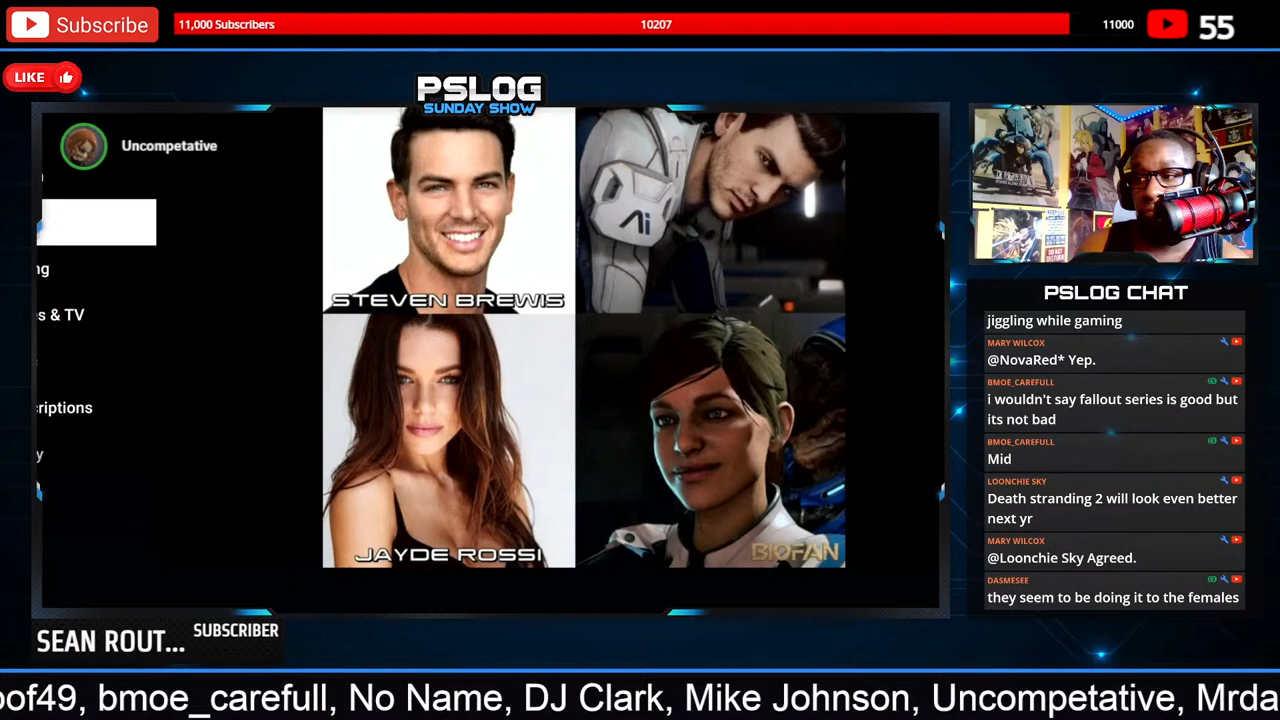 Subscribe
11,000 Subscribers
10207
11000
55
LIKE
PSLOG
SUNDAY SHOW
Uncompetative
ng
s & TV
criptions
y
STEVEN BREWIS
Ai
JAYDE ROSSI
BIOFAN
PSLOG CHAT
jiggling while gaming
MARY WILCOX
@NovaRed* Yep.
BMOE_CAREFULL
i wouldn't say fallout series is good but
its not bad
BMOE_CAREFULL
Mid
LOONCHIE SKY
Death stranding 2 will look even better
next yr
MARY WILCOX
@Loonchie Sky Agreed.
DASMESEE
they seem to be doing it to the females
SEAN ROUT...
SUBSCRIBER
oof49, bmoe_carefull, No Name, DJ Clark, Mike Johnson, Uncompetative, Mrda